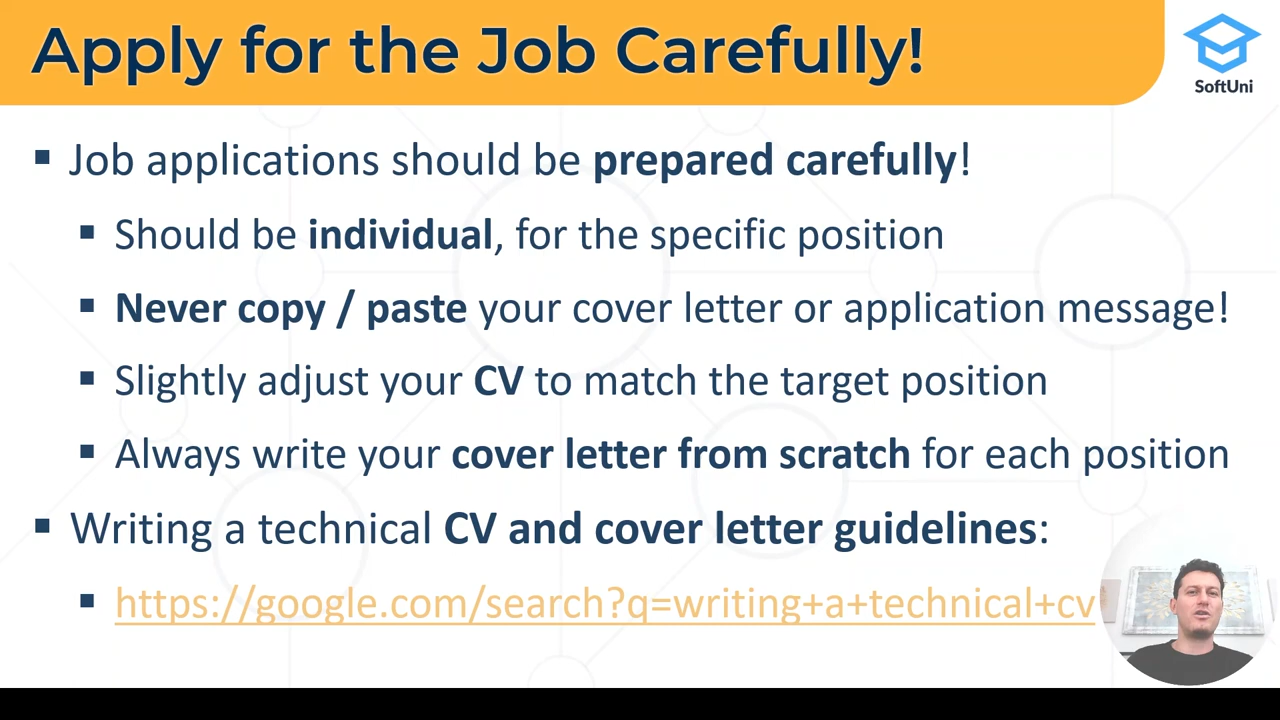 Apply for the Job Carefully!
SoftUni
▪ Job applications should be prepared carefully!
▪ Should be individual, for the specific position
▪ Never copy / paste your cover letter or application message!
▪ Slightly adjust your CV to match the target position
▪ Always write your cover letter from scratch for each position
▪ Writing a technical CV and cover letter guidelines:
▪ https://google.com/search?q=writing+a+technical+cv